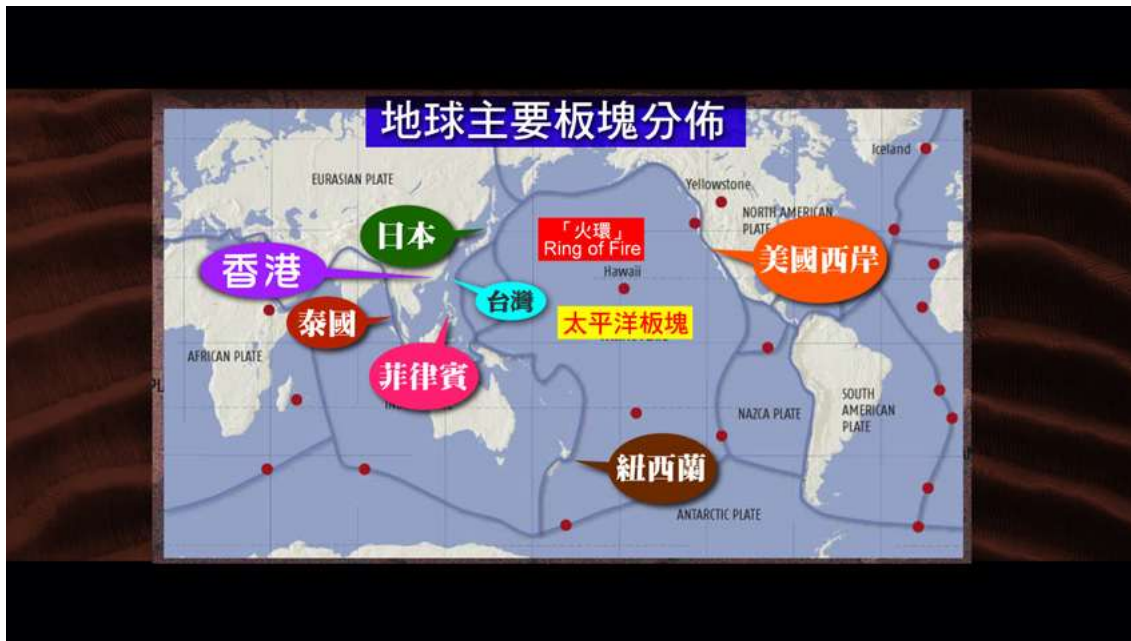 地球主要板塊分佈
Iceland
EURASIAN PLATE
Yellowstone
NORTH AMERICAN
PLATE
日本
「火環」
Ring of Fire
美國西岸
香港
Hawaii
台灣
泰國
太平洋板塊
AFRICAN PLATE
菲律賓
SOUTH
AMERICAN
PLATE
NAZCA PLATE
紐西蘭
ANTARCTIC PLATE